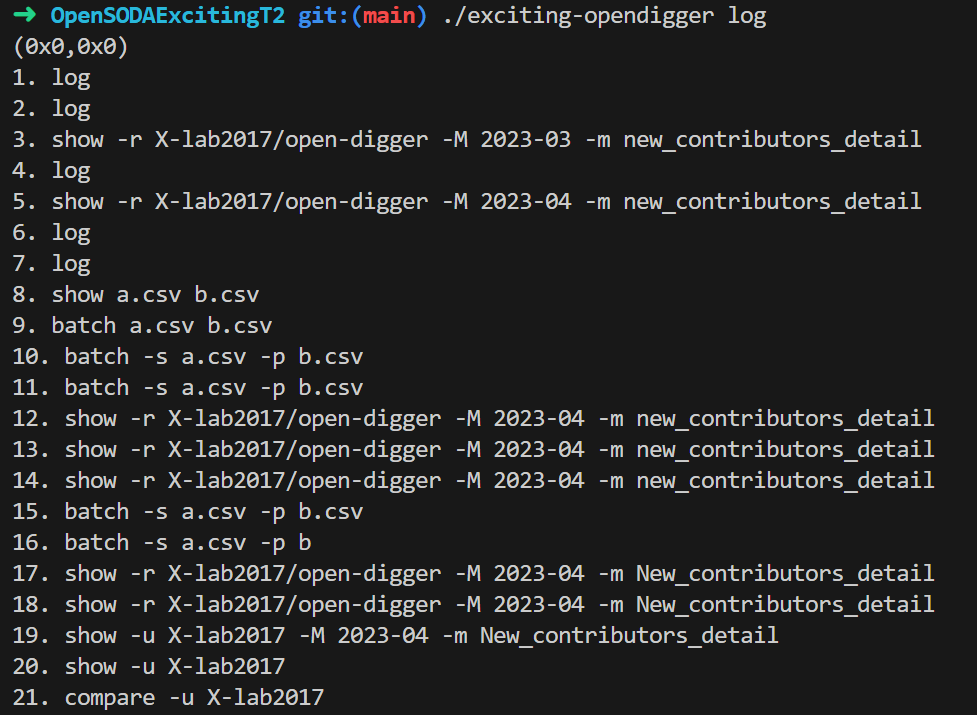 → OpenSODAExcitingT2 git:(main) ./exciting-opendigger log
(0x0,0x0)
1. log
2. log
3. show -r X-lab2017/open-digger -M 2023-03 -m new_contributors_detail
4. log
5. show -r X-lab2017/open-digger -M 2023-04 -m new_contributors_detail
6. log
7. log
8. show a.csv b.csv
9. batch a.csv b.csv
10. batch -s a.csv -p b.csv
11. batch -s a.csv -p b.csv
12. show -r X-lab2017/open-digger -M 2023-04 -m new_contributors_detail
13. show -r X-lab2017/open-digger -M 2023-04 -m new_contributors_detail
14. show -r X-lab2017/open-digger -M 2023-04 -m new_contributors_detail
15. batch -s a.csv -p b.csv
16. batch -s a.csv -p b
17. show -r X-lab2017/open-digger -M 2023-04 -m New_contributors_detail
18. show -r X-lab2017/open-digger -M 2023-04 -m New_contributors_detail
19. show -u X-lab2017 -M 2023-04 -m New_contributors_detail
20. show -u X-lab2017
21. compare -u X-lab2017